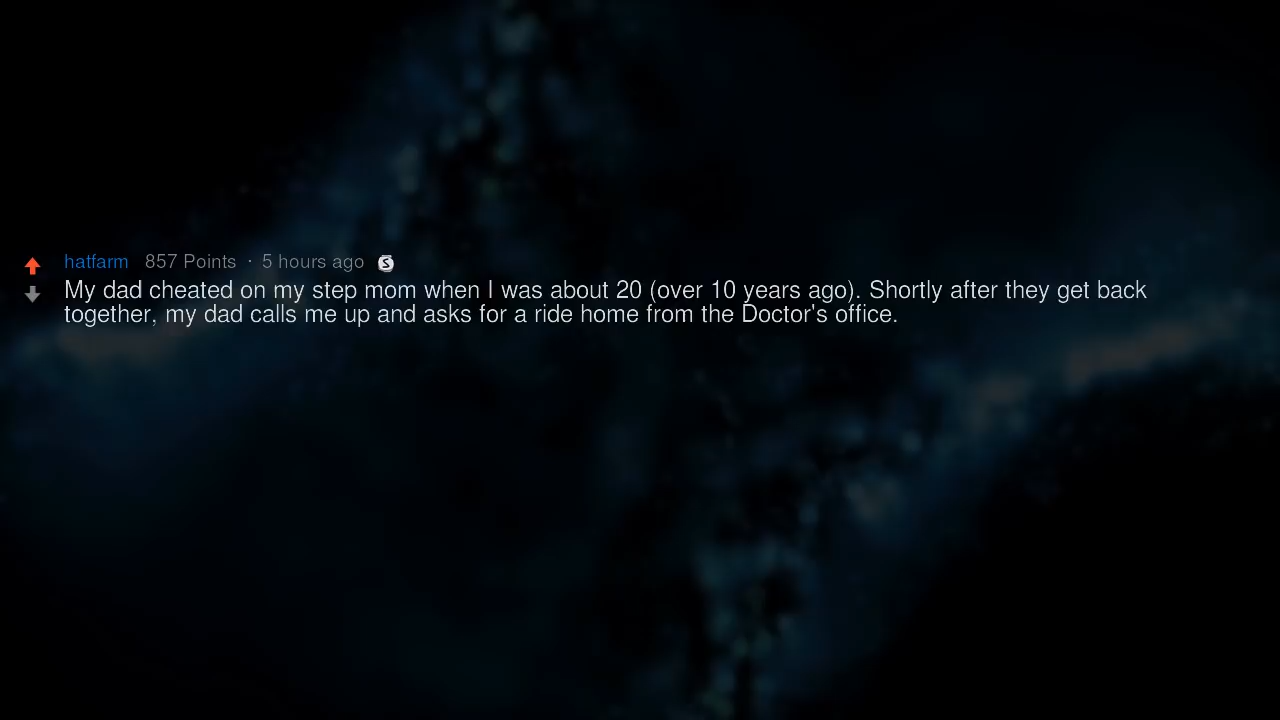 hatfarm 857 Points · 5 hours ago S
My dad cheated on my step mom when I was about 20 (over 10 years ago). Shortly after they get back
together, my dad calls me up and asks for a ride home from the Doctor's office.